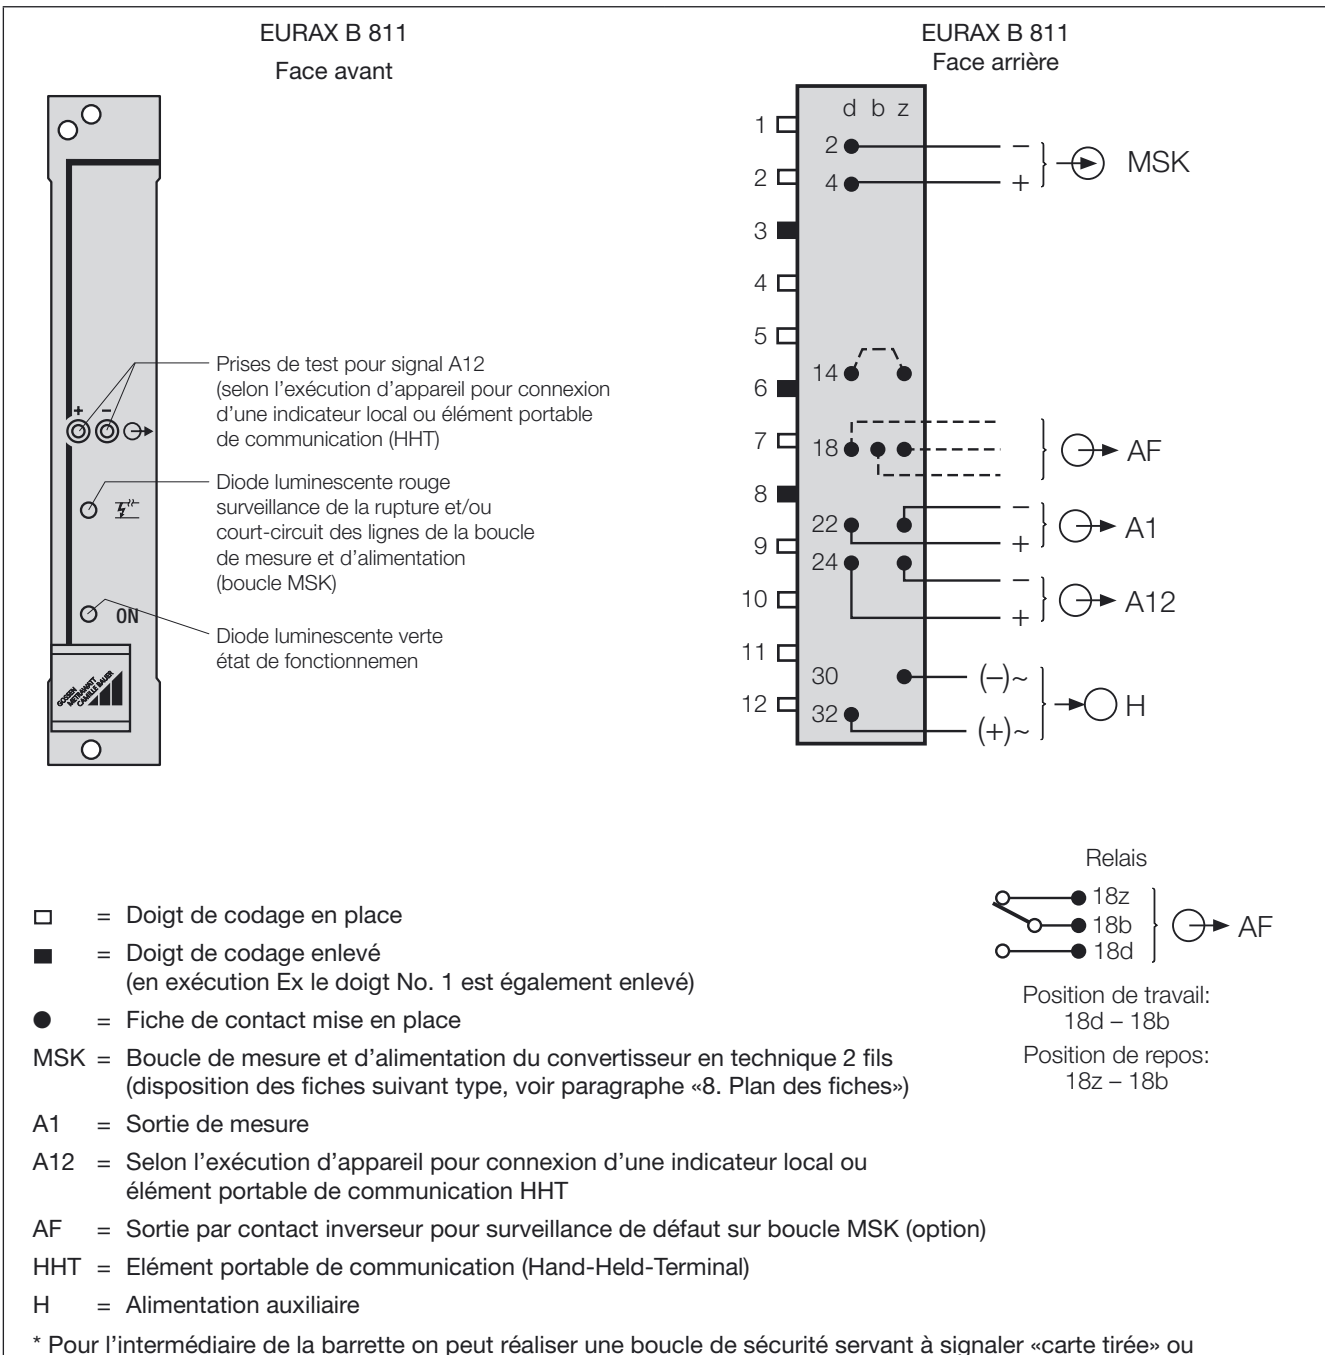 EURAX B 811
Face avant
EURAX B 811
Face arrière
+ −
Prises de test pour signal A12
(selon l’exécution d’appareil pour connexion
d’une indicateur local ou élément portable
de communication (HHT)
Diode luminescente rouge
surveillance de la rupture et/ou
court-circuit des lignes de la boucle
de mesure et d’alimentation
(boucle MSK)
ON
Diode luminescente verte
état de fonctionnemen
GOSSEN
METRAWATT
CAMILLE BAUER
d b z
1
2
3
4
5
6
7
8
9
10
11
12
2
4
14
18
22
24
30
32
−
+
MSK
AF
−
+
A1
−
+
A12
(−)~
(+)~
H
Relais
18z
18b
18d
AF
Position de travail:
18d – 18b
Position de repos:
18z – 18b
= Doigt de codage en place
= Doigt de codage enlevé
(en exécution Ex le doigt No. 1 est également enlevé)
= Fiche de contact mise en place
MSK = Boucle de mesure et d’alimentation du convertisseur en technique 2 fils
(disposition des fiches suivant type, voir paragraphe «8. Plan des fiches»)
A1 = Sortie de mesure
A12 = Selon l’exécution d’appareil pour connexion d’une indicateur local ou
élément portable de communication HHT
AF = Sortie par contact inverseur pour surveillance de défaut sur boucle MSK (option)
HHT = Elément portable de communication (Hand-Held-Terminal)
H = Alimentation auxiliaire
* Pour l’intermédiaire de la barrette on peut réaliser une boucle de sécurité servant à signaler «carte tirée» ou